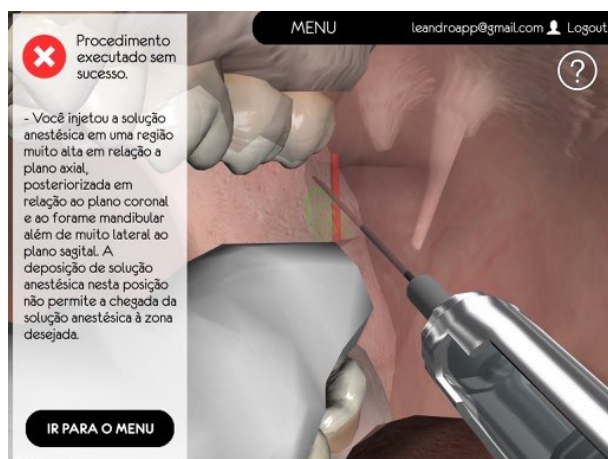 MENU
leandroapp@gmail.com Logout
?
Procedimento
executado sem
sucesso.
- Você injetou a solução
anestésica em uma região
muito alta em relação a
plano axial,
posteriorizada em
relação ao plano coronal
e ao forame mandibular
além de muito lateral ao
plano sagital. A
deposição de solução
anestésica nesta posição
não permite a chegada da
solução anestésica à zona
desejada.
IR PARA O MENU